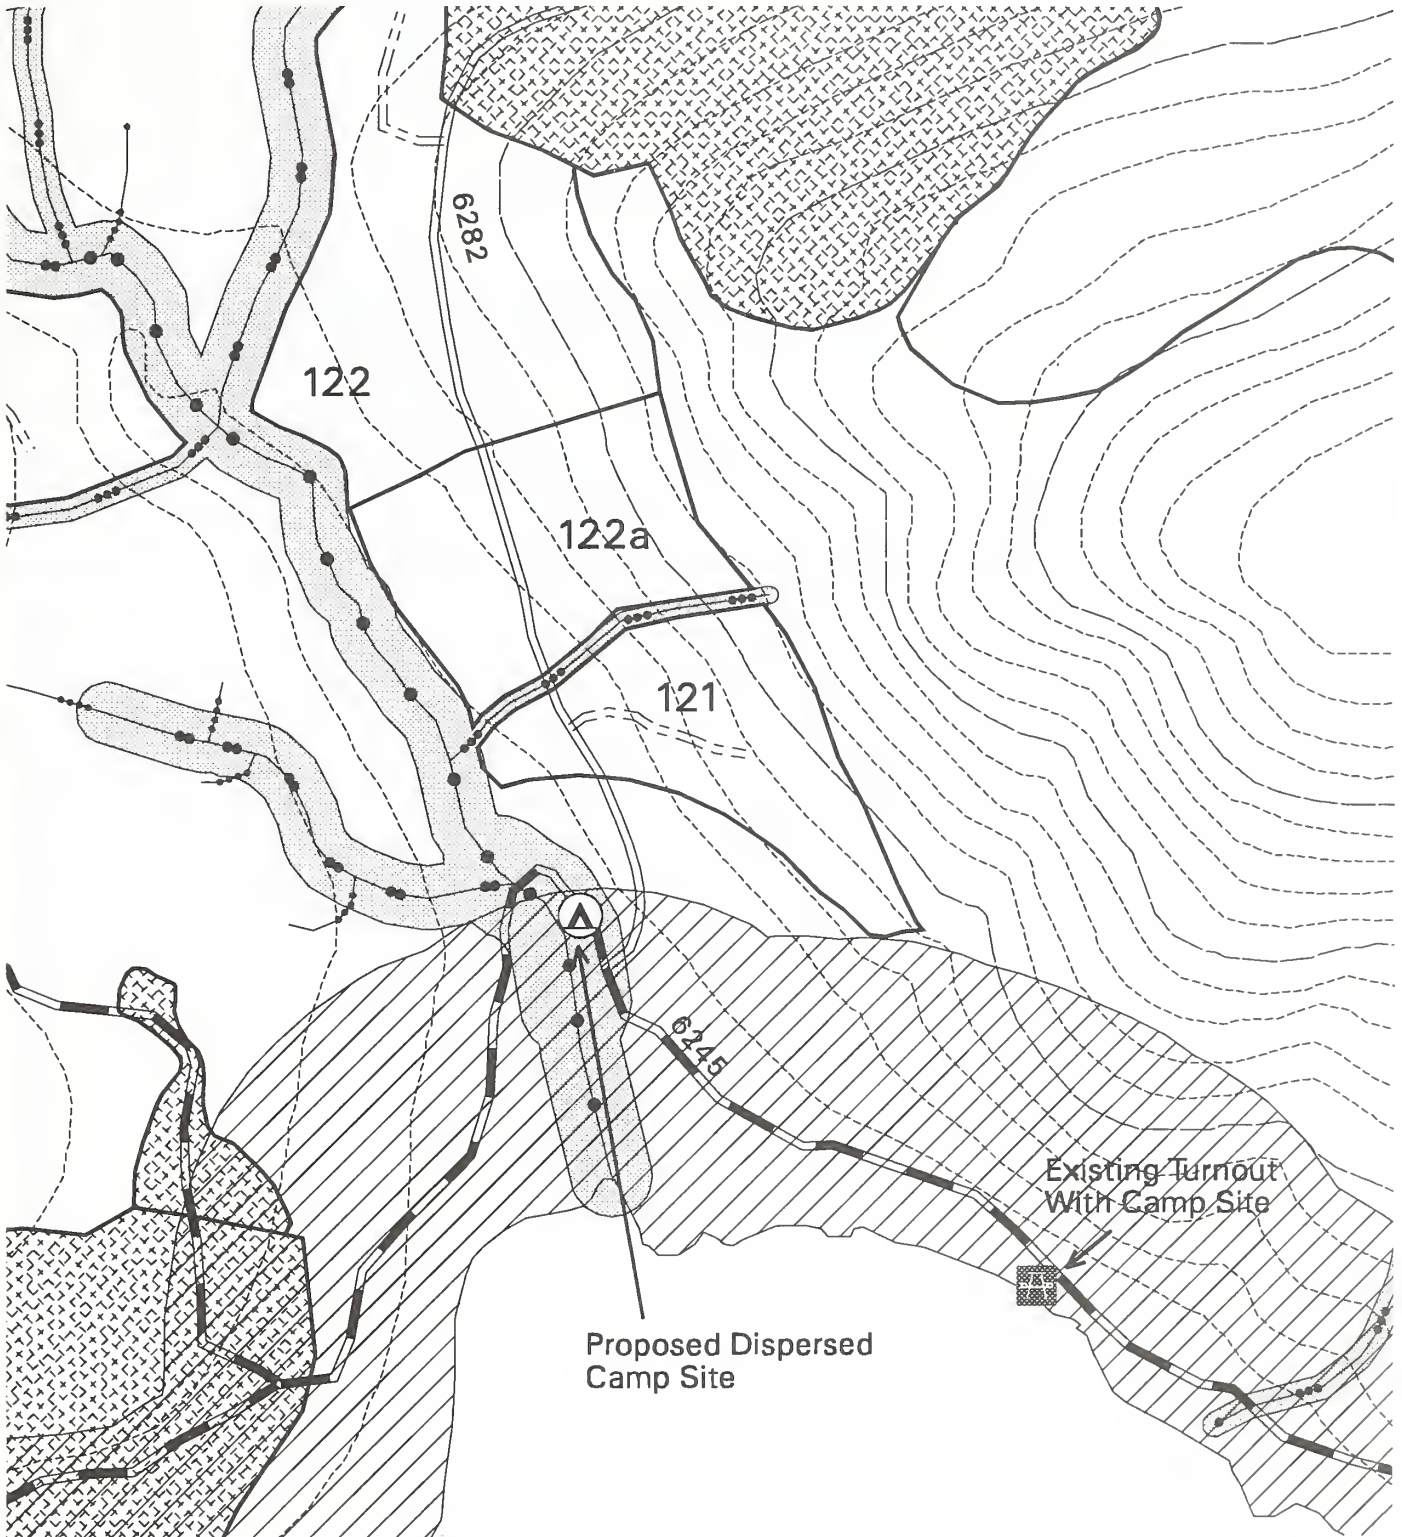 6282
122
122a
121
6245
Existing Turnout
With Camp Site
Proposed Dispersed
Camp Site